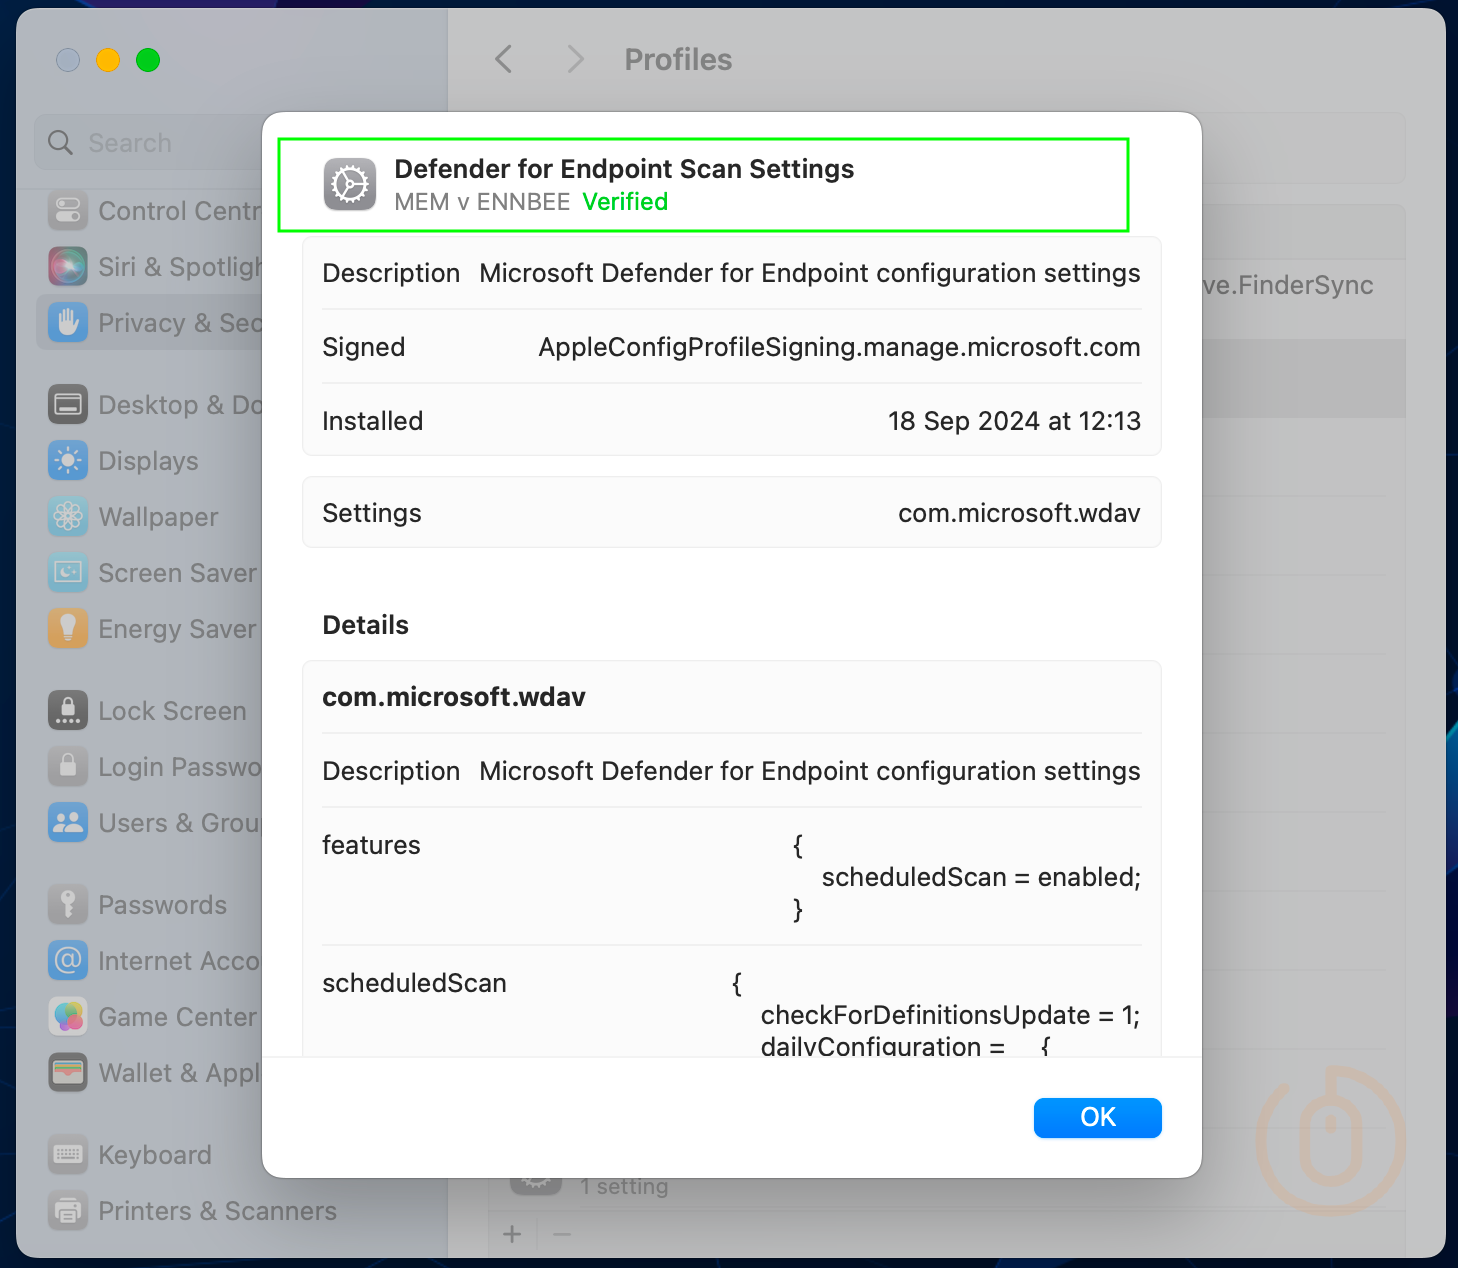 Profiles
Search
Control Centr
Siri & Spotligh
Privacy & Sec
Desktop & Do
Displays
Wallpaper
Screen Saver
Energy Saver
Lock Screen
Login Passwo
Users & Grou
Passwords
Internet Acco
Game Center
Wallet & Appl
Keyboard
Printers & Scanners
Defender for Endpoint Scan Settings
MEM v ENNBEE Verified
Description Microsoft Defender for Endpoint configuration settings
Signed AppleConfigProfileSigning.manage.microsoft.com
Installed 18 Sep 2024 at 12:13
Settings com.microsoft.wdav
Details
com.microsoft.wdav
Description Microsoft Defender for Endpoint configuration settings
features {
scheduledScan = enabled;
}
scheduledScan {
checkForDefinitionsUpdate = 1;
dailyConfiguration = {
OK
ve.FinderSync
1 setting